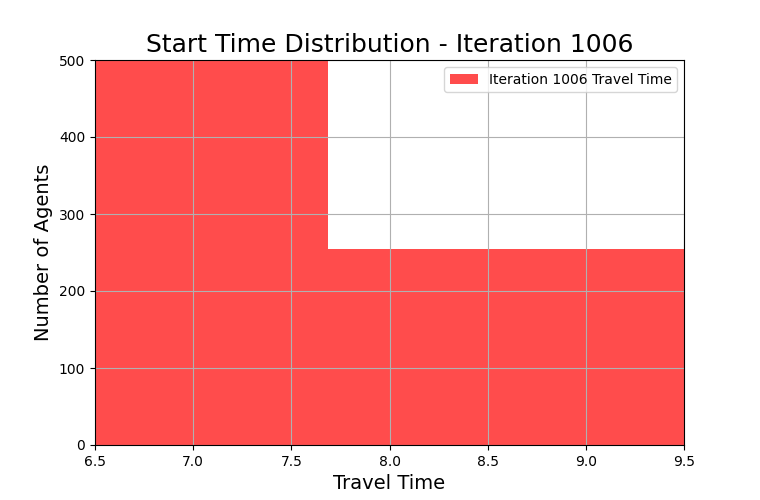 Start Time Distribution - Iteration 1006
Iteration 1006 Travel Time
Number of Agents
500
400
300
200
100
0
6.5 7.0 7.5 8.0 8.5 9.0 9.5
Travel Time